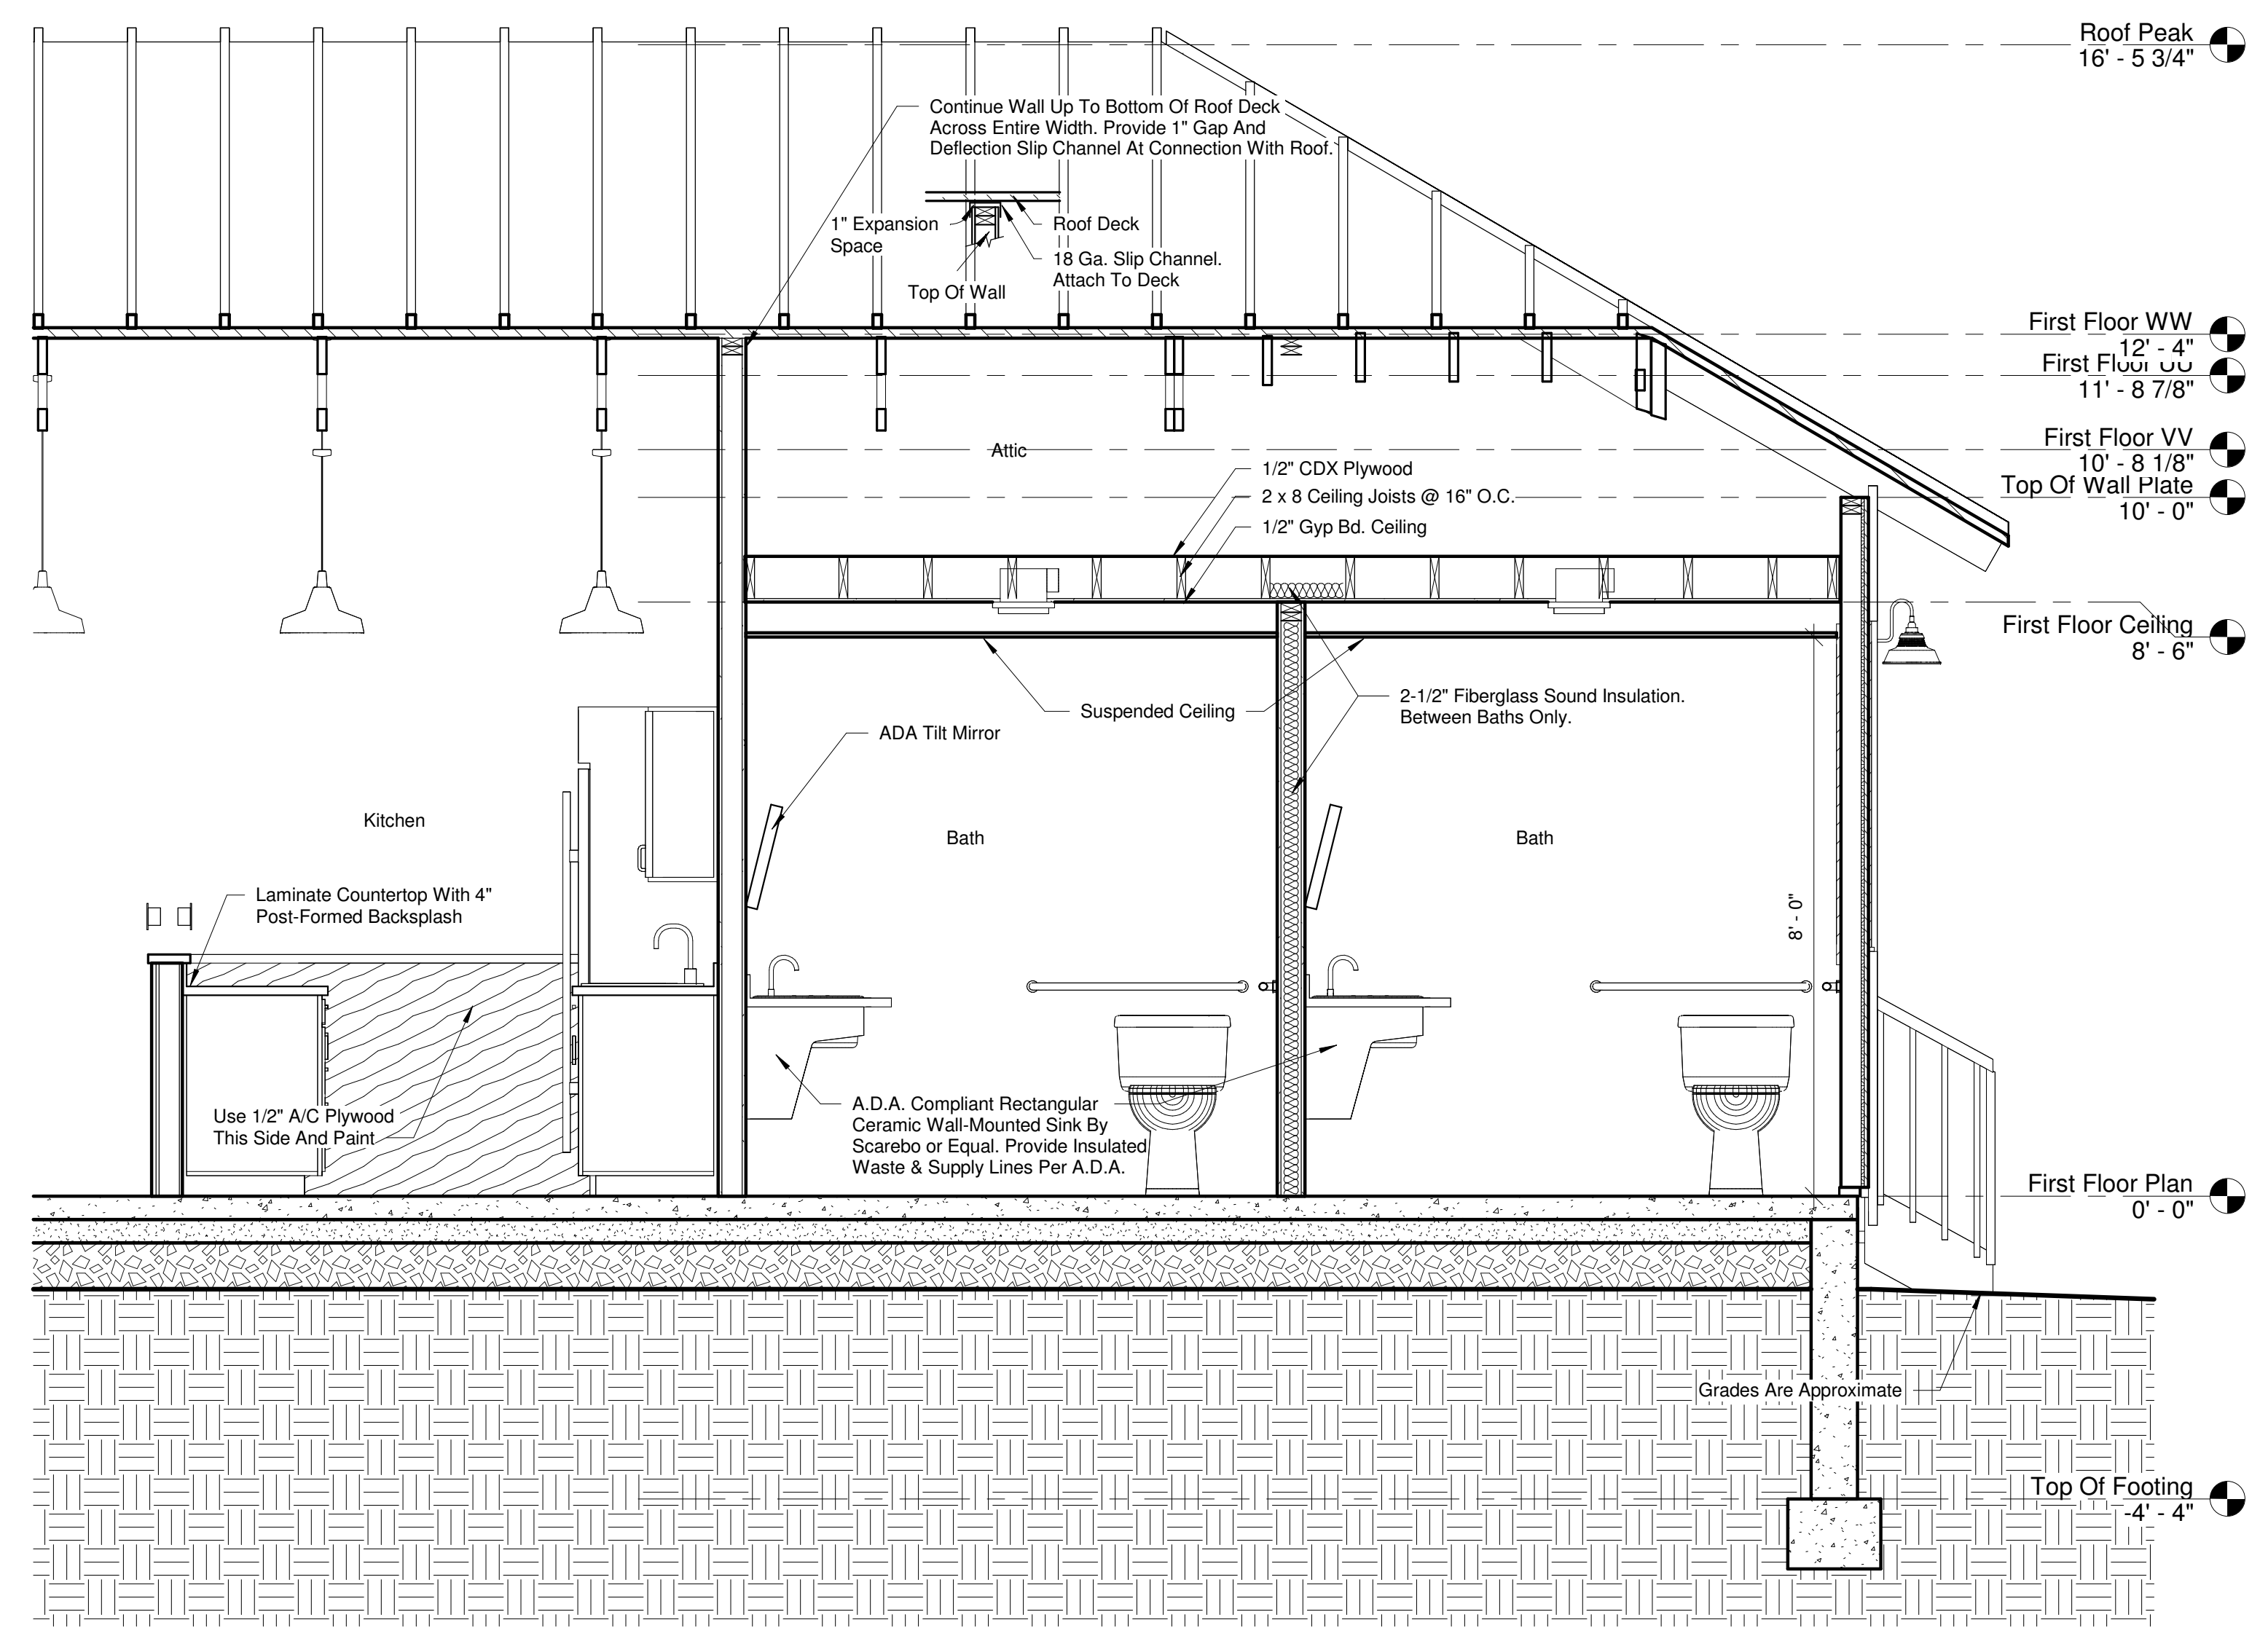 Roof Peak
16' - 5 3/4"
Continue Wall Up To Bottom Of Roof Deck
Across Entire Width. Provide 1" Gap And
Deflection Slip Channel At Connection With Roof.
1" Expansion
Space
Roof Deck
18 Ga. Slip Channel.
Attach To Deck
Top Of Wall
First Floor WW
12' - 4"
First Floor UU
11' - 8 7/8"
First Floor VV
10' - 8 1/8"
Top Of Wall Plate
10' - 0"
Attic
1/2" CDX Plywood
2 x 8 Ceiling Joists @ 16" O.C.
1/2" Gyp Bd. Ceiling
First Floor Ceiling
8' - 6"
Suspended Ceiling
2-1/2" Fiberglass Sound Insulation.
Between Baths Only.
ADA Tilt Mirror
Kitchen
Bath
Bath
Laminate Countertop With 4"
Post-Formed Backsplash
8' - 0"
Use 1/2" A/C Plywood
This Side And Paint
A.D.A. Compliant Rectangular
Ceramic Wall-Mounted Sink By
Scarebo or Equal. Provide Insulated
Waste & Supply Lines Per A.D.A.
First Floor Plan
0' - 0"
Grades Are Approximate
Top Of Footing
-4' - 4"